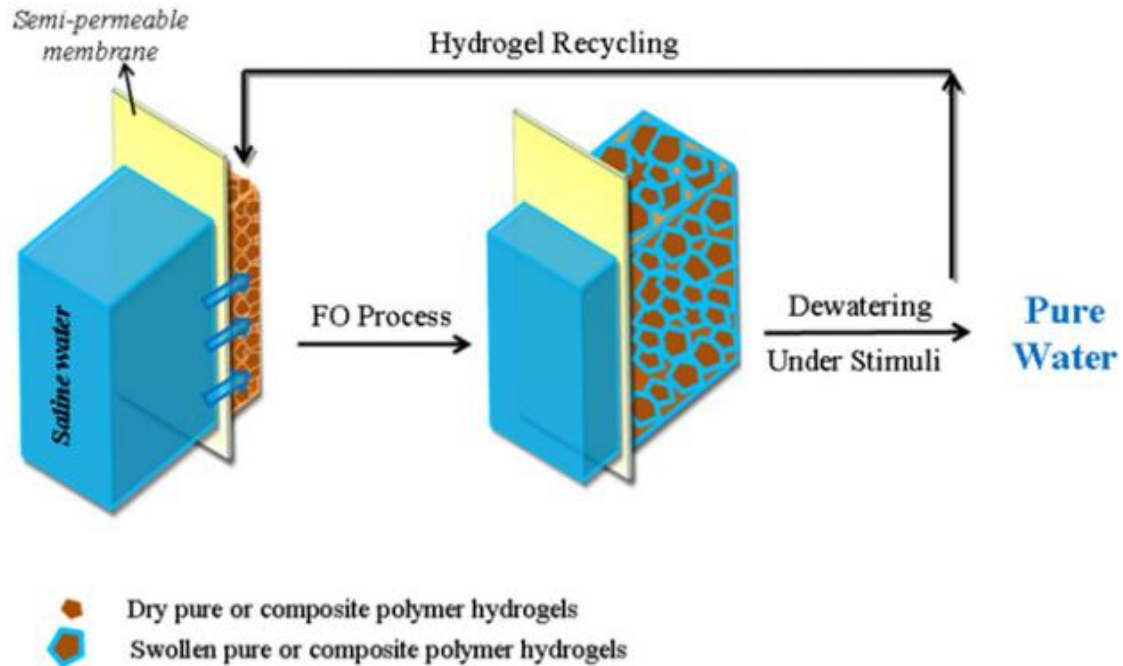 Semi-permeable
membrane
Hydrogel Recycling
Saline water
FO Process
Dewatering
Under Stimuli
Pure
Water
Dry pure or composite polymer hydrogels
Swollen pure or composite polymer hydrogels